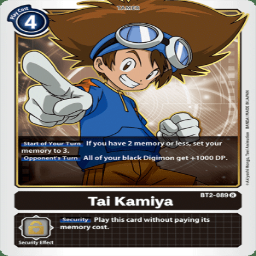 Play Cost
4
TAMER
Start of Your Turn If you have 2 memory or less, set your
memory to 3.
Opponent's Turn All of your black Digimon get +1000 DP.
BT2-089 R
Tai Kamiya
Security Play this card without paying its
memory cost.
Security Effect